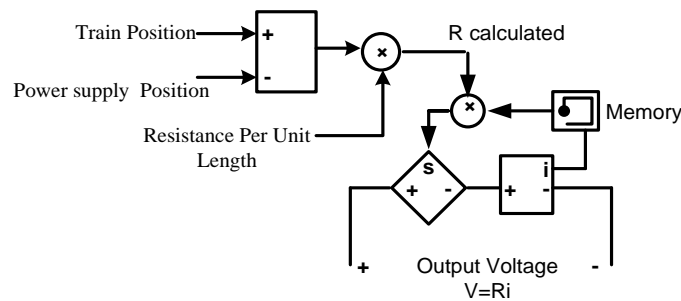 Train Position
+
-
Power supply Position
×
R calculated
×
Memory
Resistance Per Unit
Length
s
+ -
i
+ -
+ Output Voltage -
V=Ri